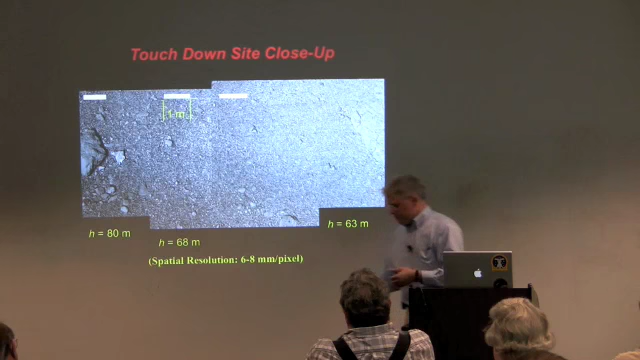 Touch Down Site Close-Up
1 m
h = 80 m
h = 68 m
h = 63 m
(Spatial Resolution: 6-8 mm/pixel)